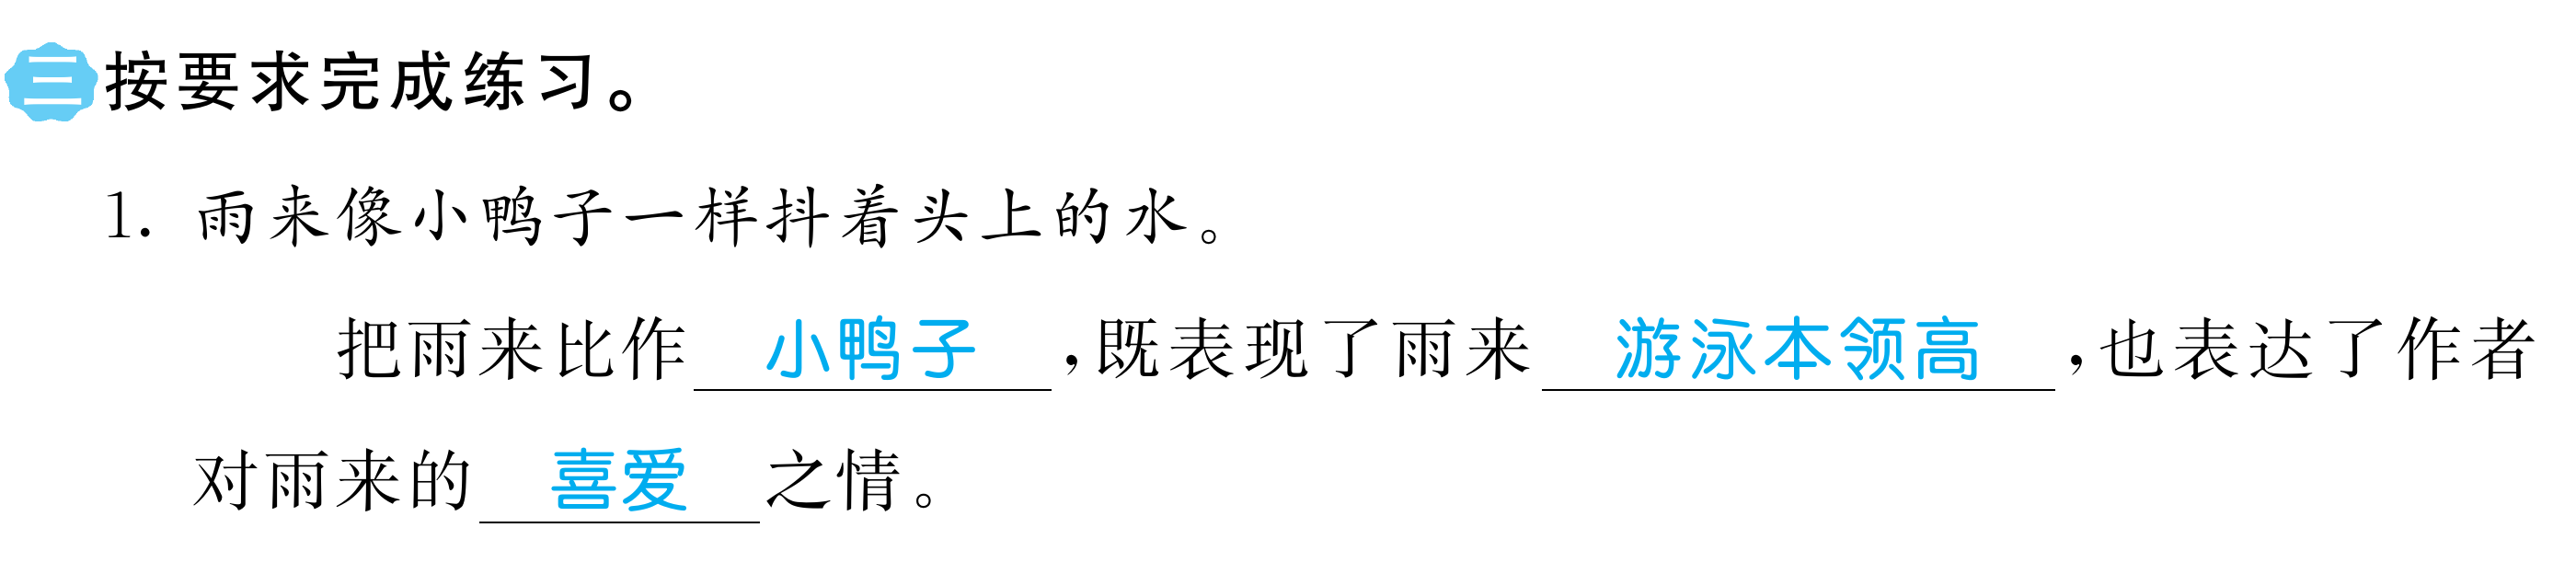 三 按要求完成练习。
1. 雨来像小鸭子一样抖着头上的水。
把雨来比作 小鸭子 ,既表现了雨来 游泳本领高 ,也表达了作者
对雨来的 喜爱 之情。